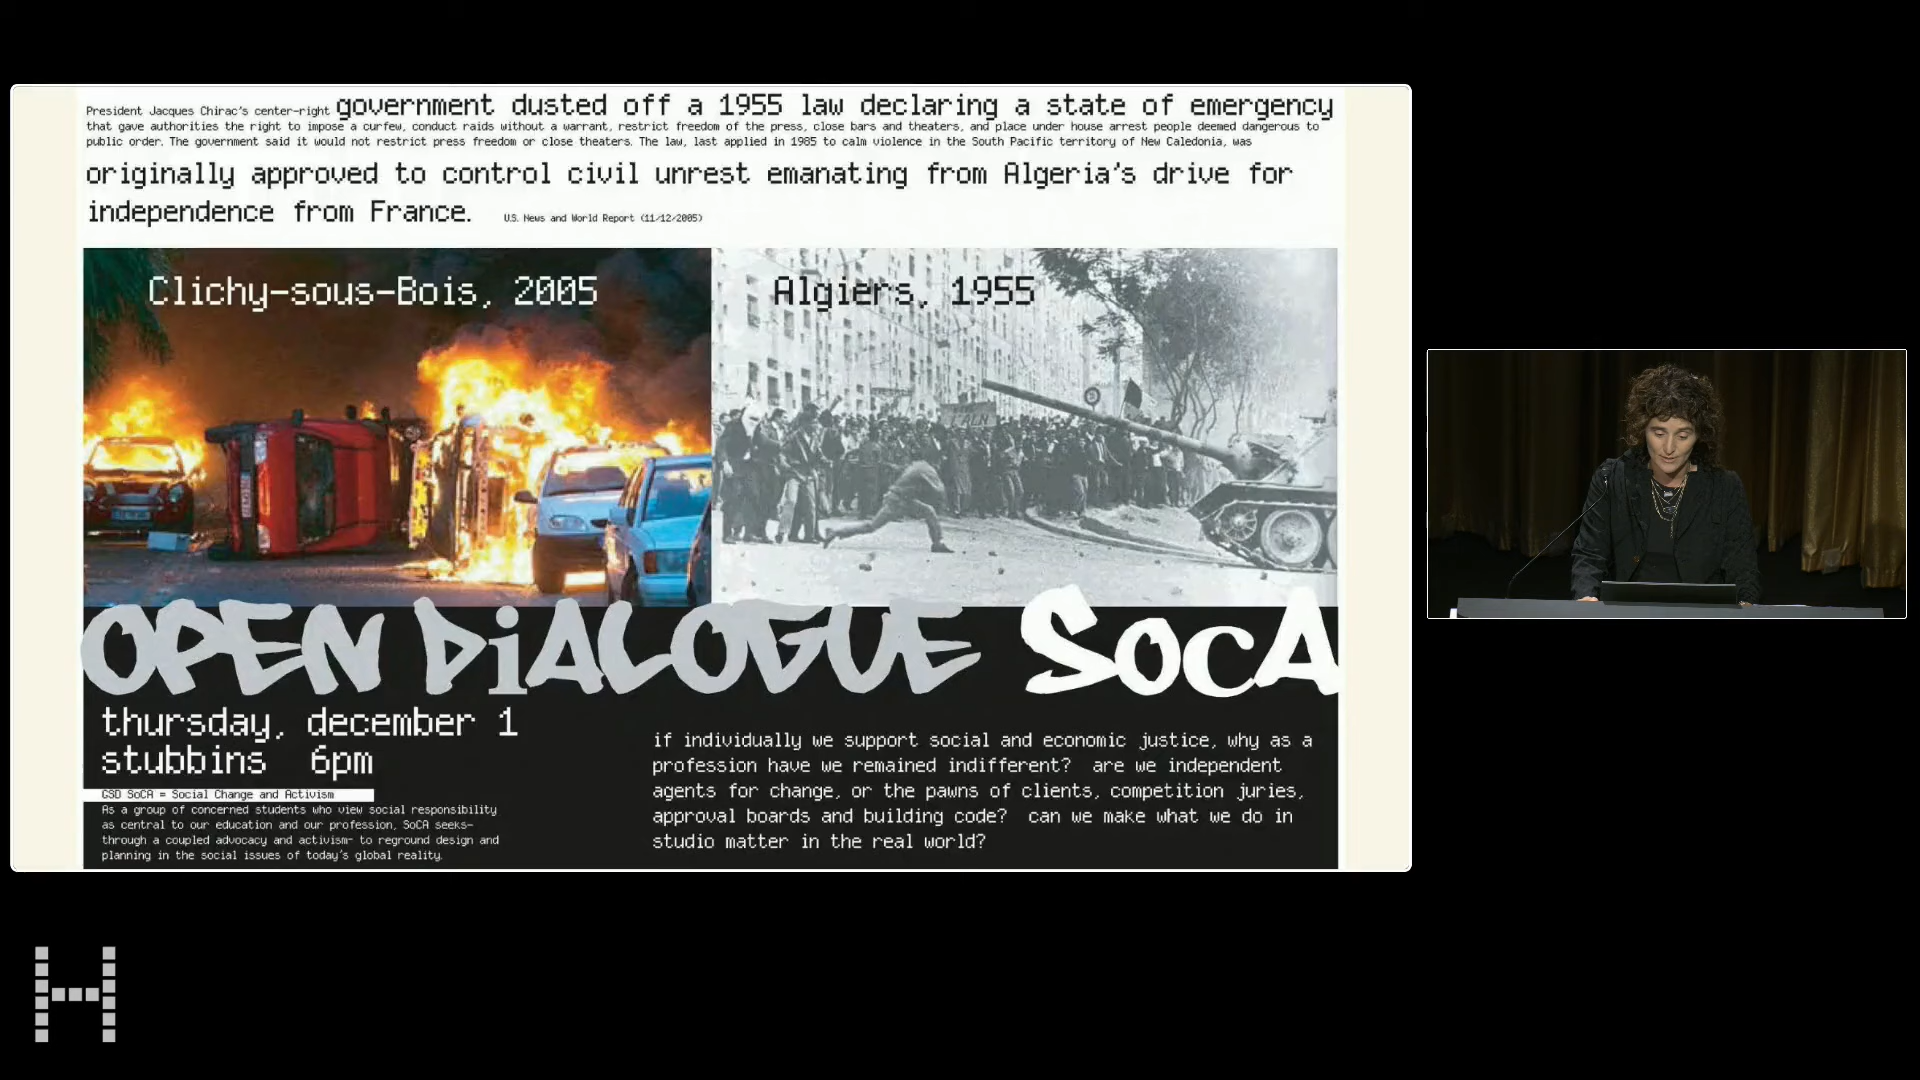 President Jacques Chirac's center-right government dusted off a 1955 law declaring a state of emergency
that gave authorities the right to impose a curfew, conduct raids without a warrant, restrict freedom of the press, close bars and theaters, and place under house arrest people deemed dangerous to
public order. The government said it would not restrict press freedom or close theaters. The law, last applied in 1985 to calm violence in the South Pacific territory of New Caledonia, was
originally approved to control civil unrest emanating from Algeria's drive for
independence from France. U.S. News and World Report (11/12/2005)
Clichy-sous-Bois, 2005
Algiers, 1955
OPEN DiALOGUE SocA
thursday, december 1
stubbins 6pm
GSD SoCA = Social Change and Activism
As a group of concerned students who view social responsibility
as central to our education and our profession, SoCA seeks-
through a coupled advocacy and activism- to reground design and
planning in the social issues of today's global reality.
if individually we support social and economic justice, why as a
profession have we remained indifferent? are we independent
agents for change, or the pawns of clients, competition juries,
approval boards and building code? can we make what we do in
studio matter in the real world?
H